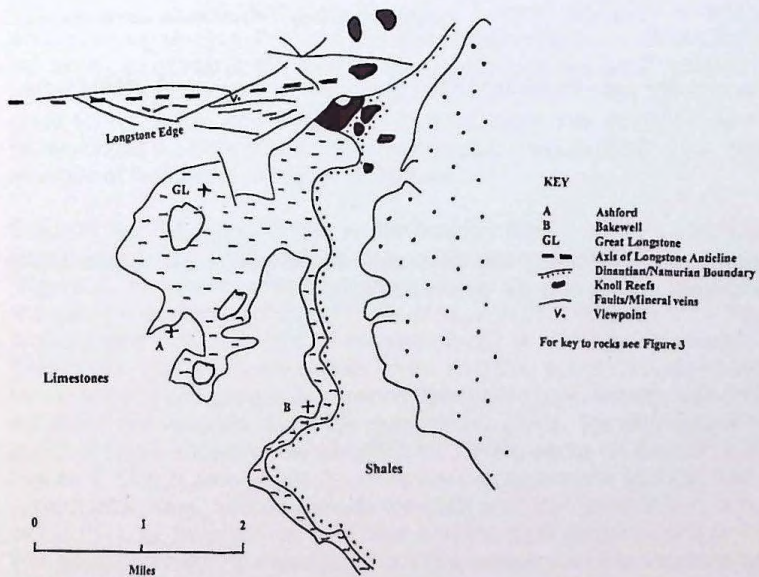 Longstone Edge
GL
A
Limestones
B
Shales
0 1 2
Miles
KEY
A Ashford
B Bakewell
GL Great Longstone
Axis of Longstone Anticline
Dinantian/Namurian Boundary
Knoll Reefs
Faults/Mineral veins
V. Viewpoint
For key to rocks see Figure 3